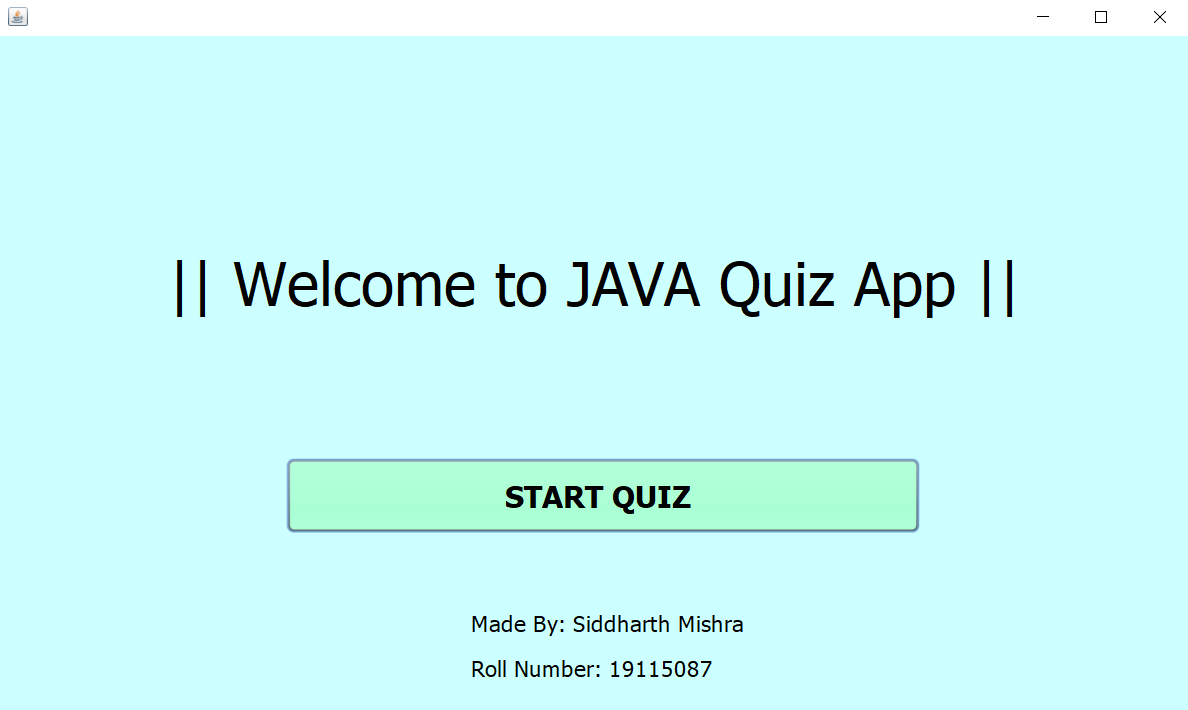 || Welcome to JAVA Quiz App ||
START QUIZ
Made By: Siddharth Mishra
Roll Number: 19115087